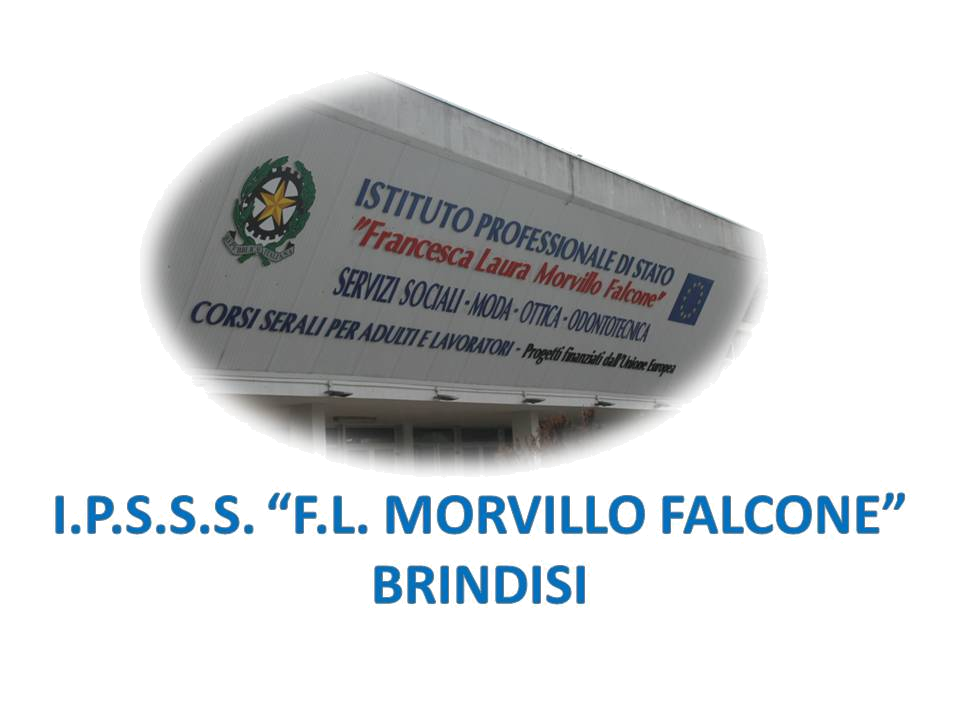 ISTITUTO PROFESSIONALE DI STATO
"Francesca Laura Morvillo Falcone"
SERVIZI SOCIALI - MODA - OTTICA - ODONTOTECNICA
CORSI SERALI PER ADULTI E LAVORATORI - Progetti finanziati dall'Unione Europea
I.P.S.S.S. “F.L. MORVILLO FALCONE”
BRINDISI